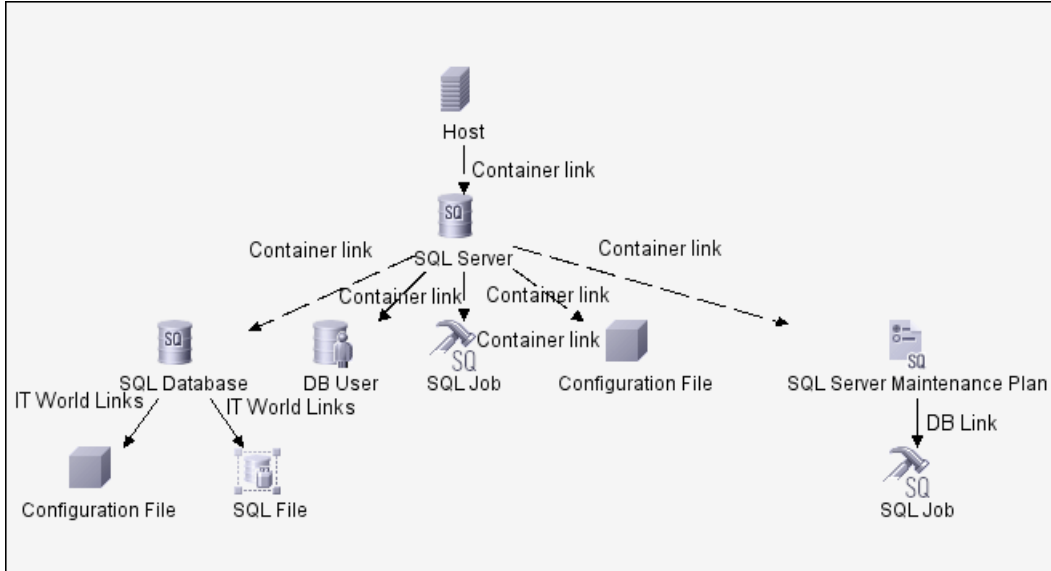 Host
Container link
SQ
SQL Server
Container link
Container link
Container link
Container link
Container link
SQ
SQ
SQ
SQL Database
DB User
SQL Job
Configuration File
SQL Server Maintenance Plan
IT World Links
IT World Links
DB Link
SQ
Configuration File
SQL File
SQL Job